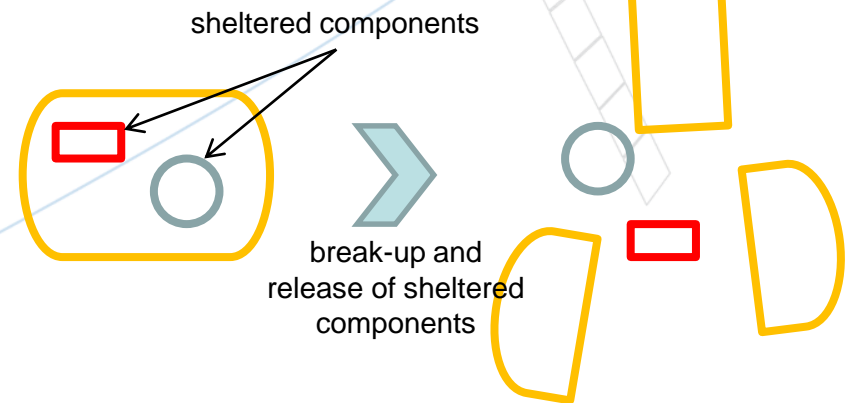 sheltered components
break-up and
release of sheltered
components